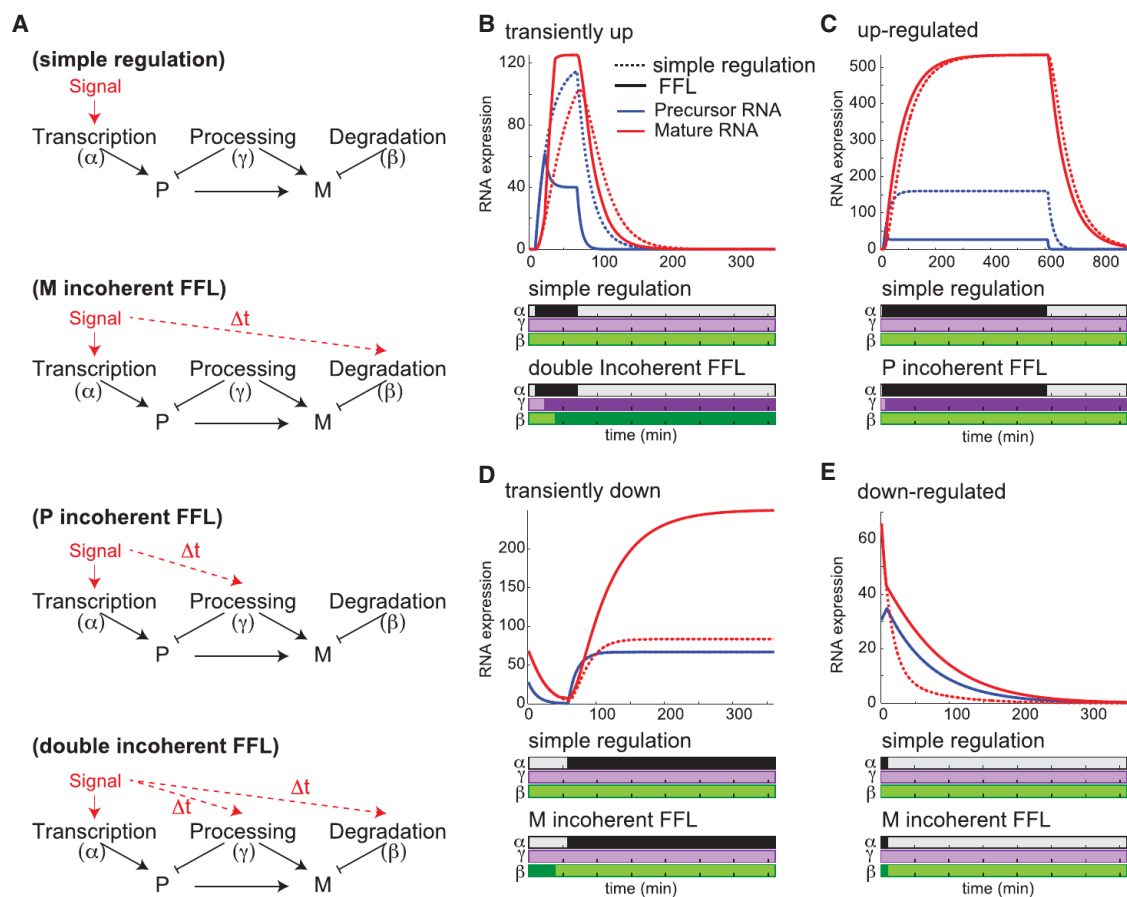 A
(simple regulation)
Signal
Transcription Processing Degradation
(α) (γ) (β)
P M
(M incoherent FFL)
Signal Δt
Transcription Processing Degradation
(α) (γ) (β)
P M
(P incoherent FFL)
Signal Δt
Transcription Processing Degradation
(α) (γ) (β)
P M
(double incoherent FFL)
Signal Δt
Δt
Transcription Processing Degradation
(α) (γ) (β)
P M
B
transiently up
simple regulation
FFL
Precursor RNA
Mature RNA
RNA expression
120
80
40
0
0 100 200 300
simple regulation
α
γ
β
double Incoherent FFL
α
γ
β
time (min)
C
up-regulated
RNA expression
500
400
300
200
100
0
0 200 400 600 800
simple regulation
α
γ
β
P incoherent FFL
α
γ
β
time (min)
D
transiently down
RNA expression
200
150
100
50
0
0 100 200 300
simple regulation
α
γ
β
M incoherent FFL
α
γ
β
time (min)
E
down-regulated
RNA expression
60
40
20
0
0 100 200 300
simple regulation
α
γ
β
M incoherent FFL
α
γ
β
time (min)